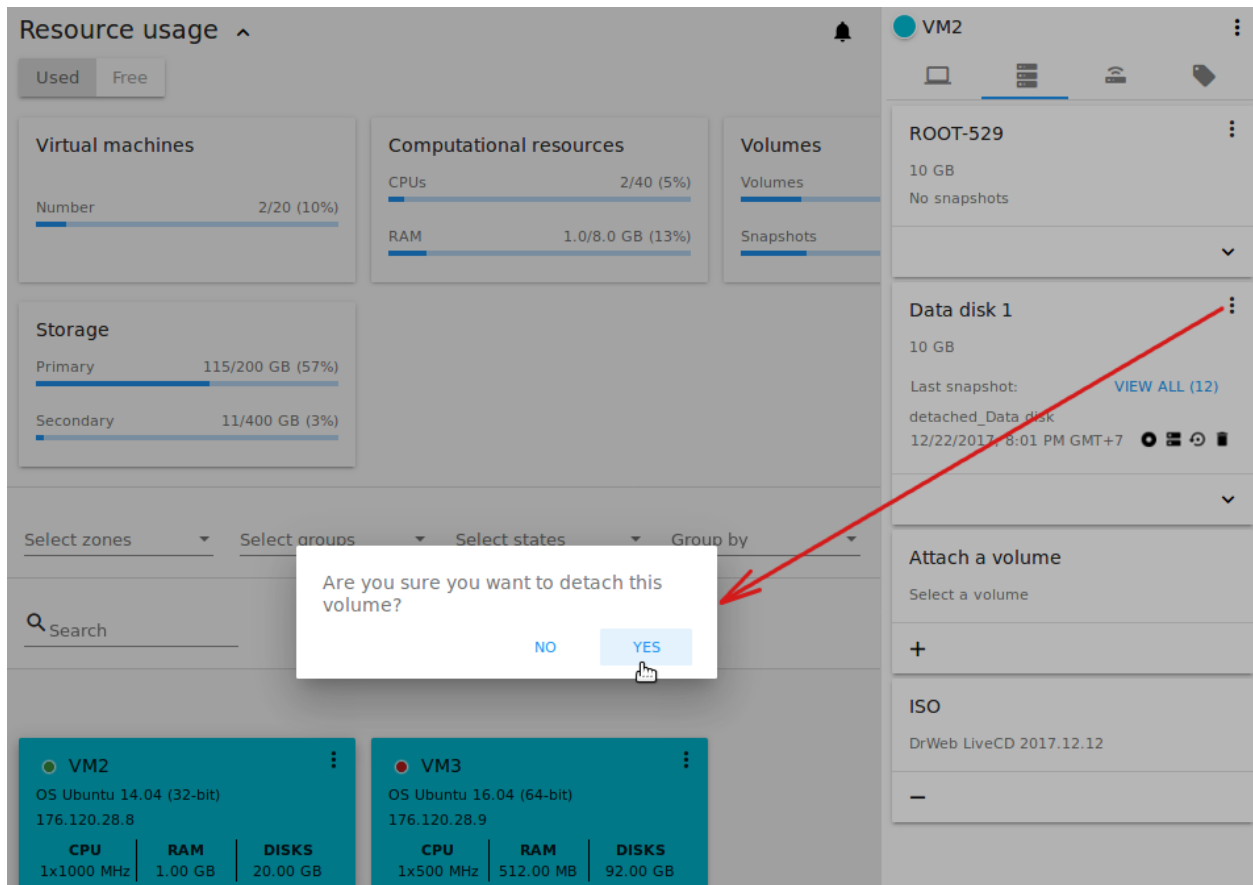 Resource usage
Used Free
Virtual machines
Number 2/20 (10%)
Computational resources
CPUs 2/40 (5%)
RAM 1.0/8.0 GB (13%)
Volumes
Volumes
Snapshots
Storage
Primary 115/200 GB (57%)
Secondary 11/400 GB (3%)
Select zones Select groups Select states Group by
Search
Are you sure you want to detach this
volume?
NO YES
VM2
OS Ubuntu 14.04 (32-bit)
176.120.28.8
CPU RAM DISKS
1x1000 MHz 1.00 GB 20.00 GB
VM3
OS Ubuntu 16.04 (64-bit)
176.120.28.9
CPU RAM DISKS
1x500 MHz 512.00 MB 92.00 GB
VM2
ROOT-529
10 GB
No snapshots
Data disk 1
10 GB
Last snapshot: VIEW ALL (12)
detached_Data disk
12/22/2017, 8:01 PM GMT+7
Attach a volume
Select a volume
ISO
DrWeb LiveCD 2017.12.12